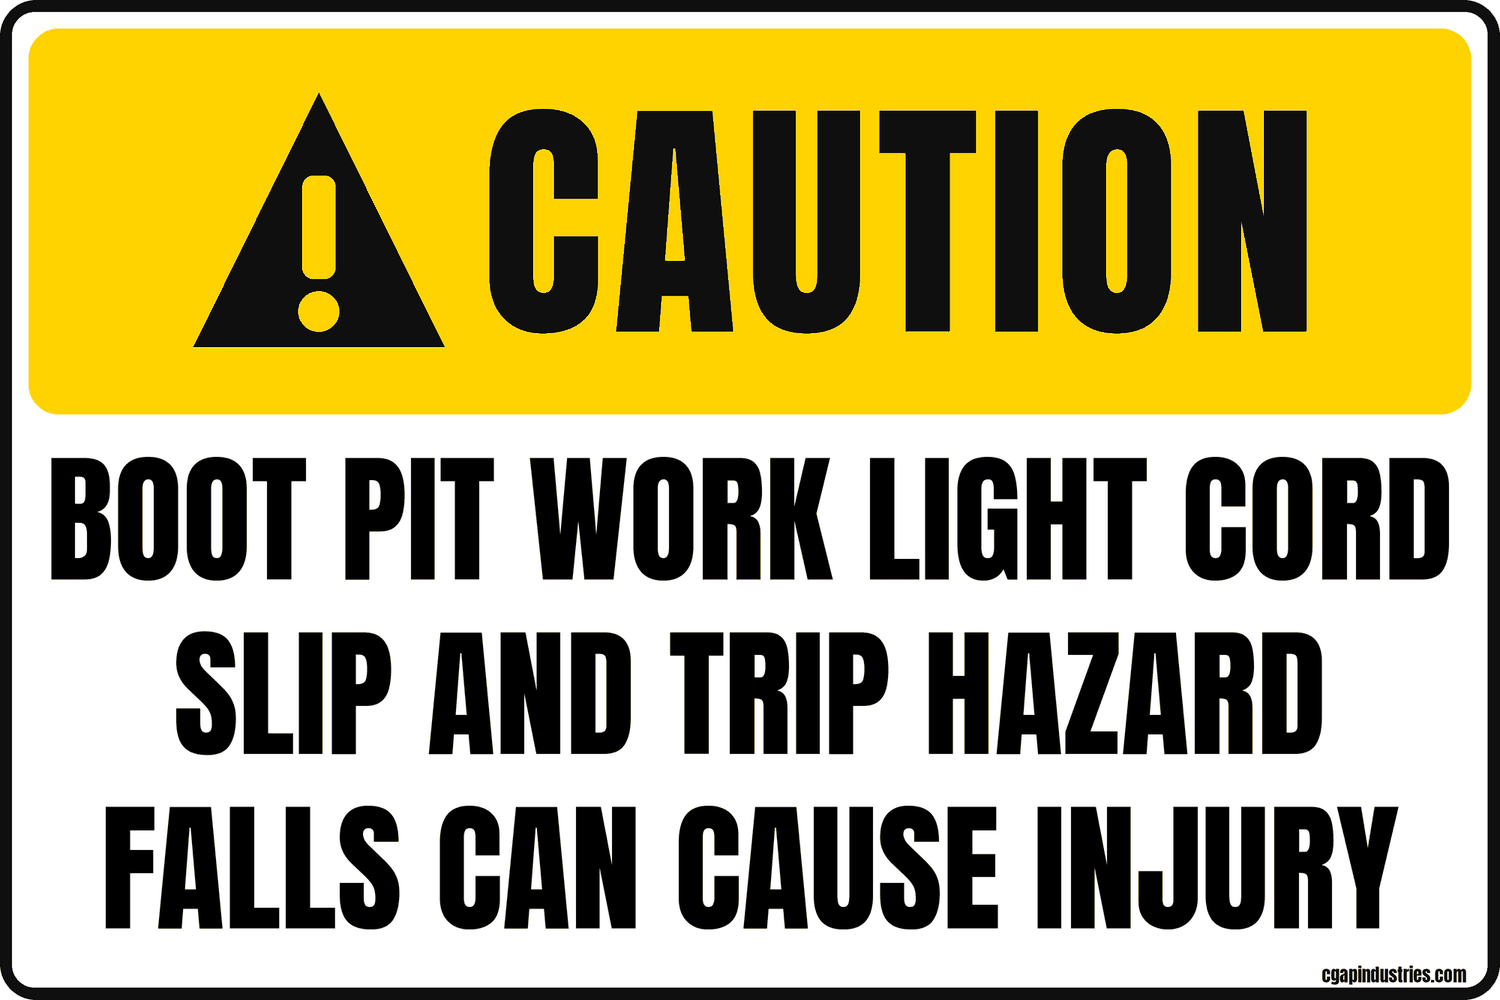 CAUTION
BOOT PIT WORK LIGHT CORD
SLIP AND TRIP HAZARD
FALLS CAN CAUSE INJURY
cgapindustries.com